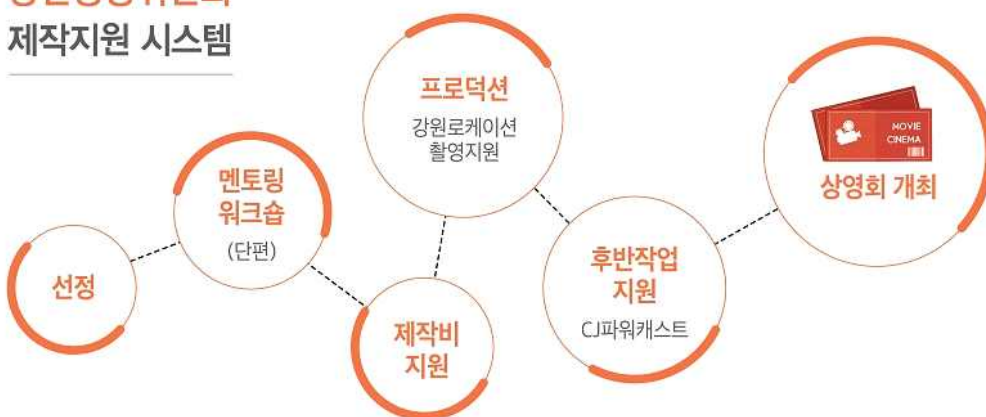 제작지원 시스템
선정
멘토링
워크숍
(단편)
제작비
지원
프로덕션
강원로케이션
촬영지원
후반작업
지원
CJ파워캐스트
MOVIE
CINEMA
상영회 개최